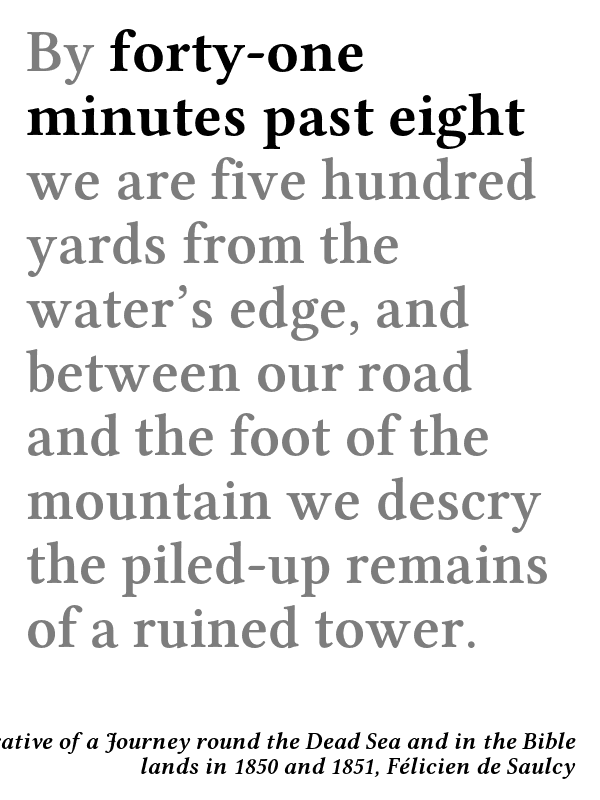 By forty-one
minutes past eight
we are five hundred
yards from the
water’s edge, and
between our road
and the foot of the
mountain we descry
the piled-up remains
of a ruined tower.
of a Journey round the Dead Sea and in the Bible
lands in 1850 and 1851, Félicien de Saulcy